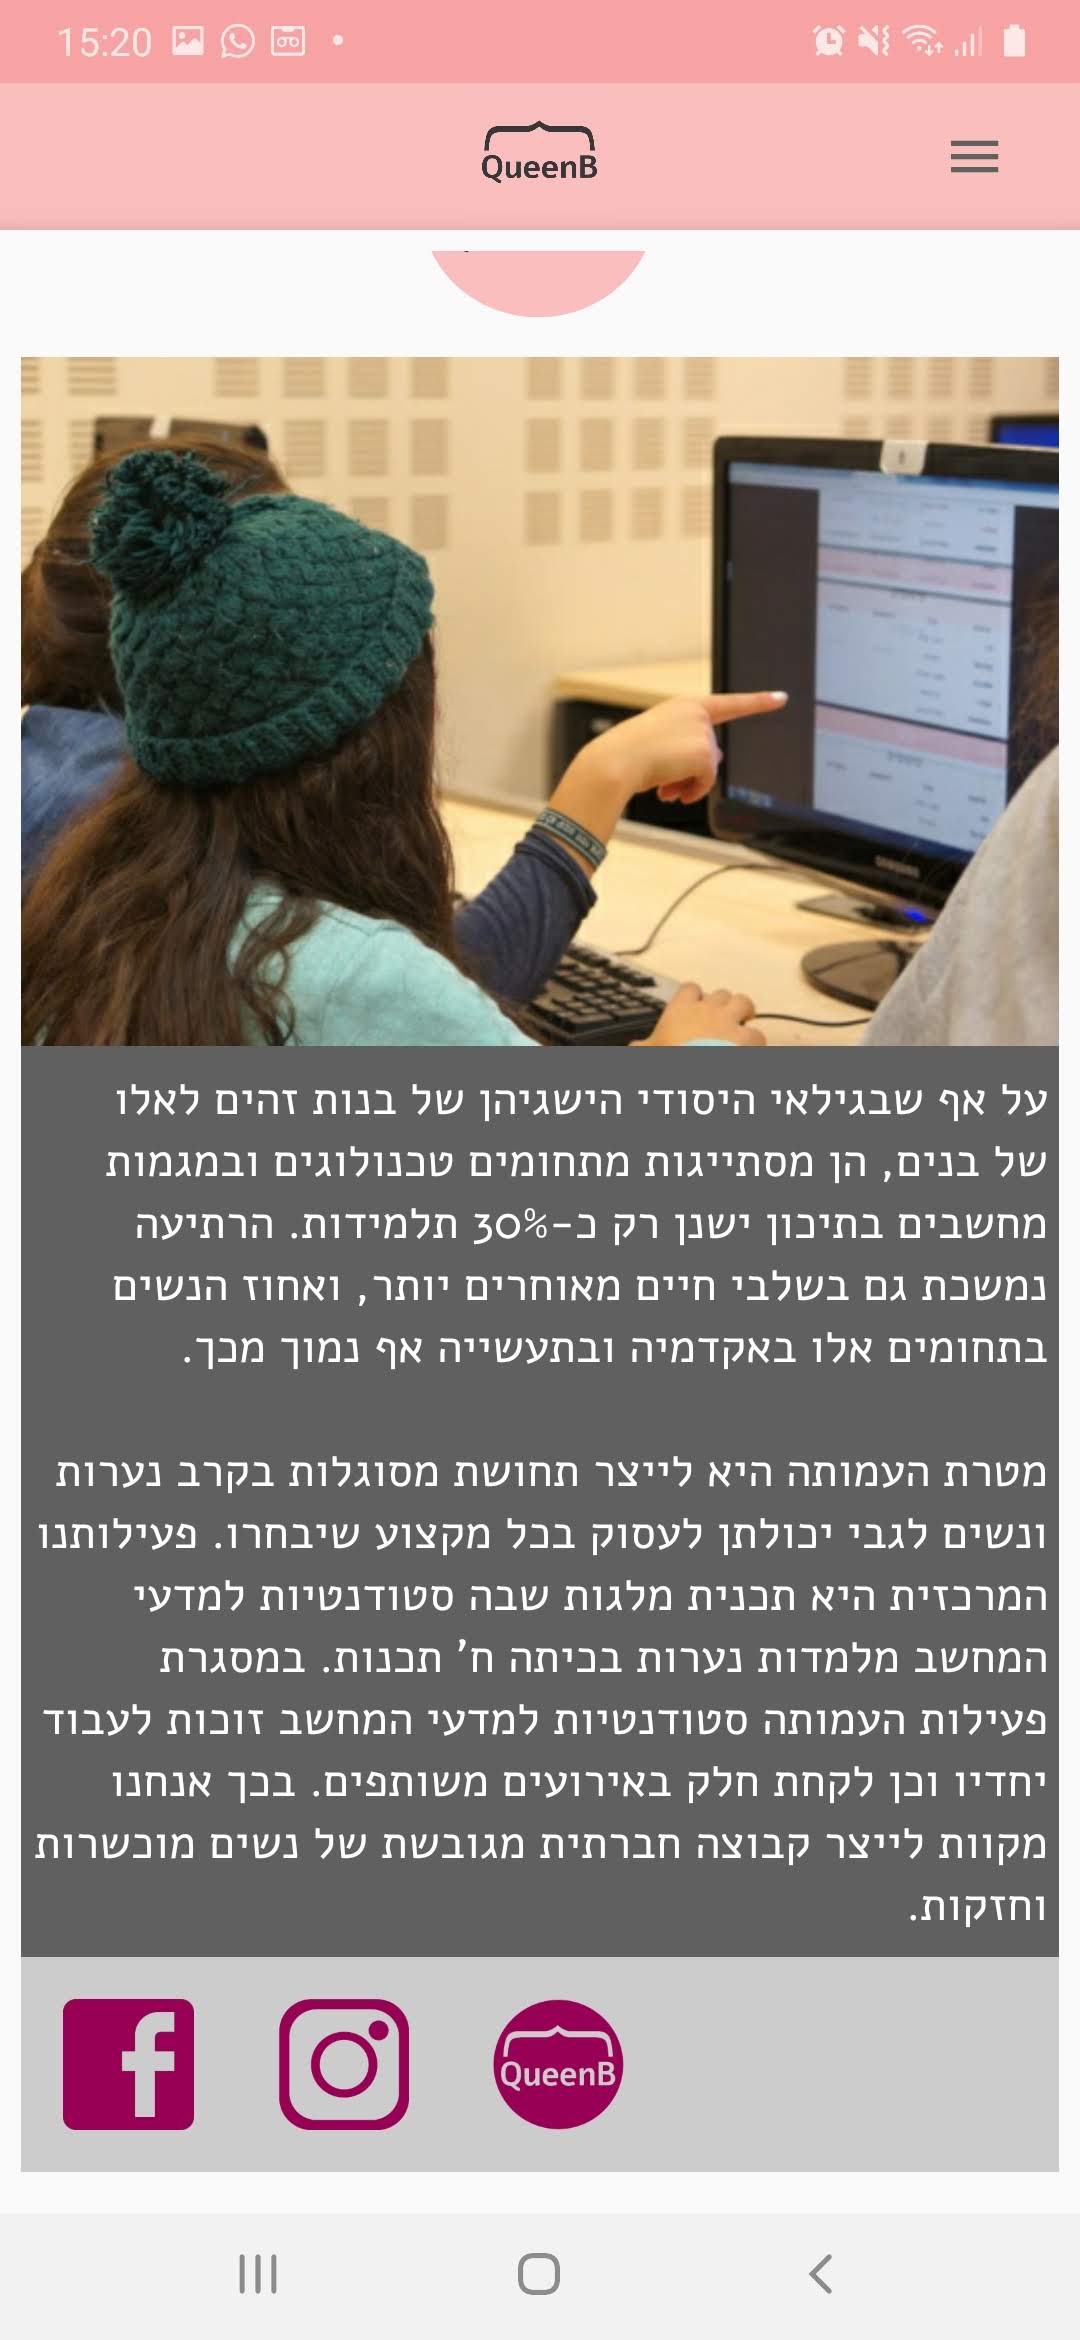 15:20
QueenB
על אף שבגילאי היסודי הישגיהן של בנות זהים לאלו
של בנים, הן מסתייגות מתחומים טכנולוגים ובמגמות
מחשבים בתיכון ישנן רק כ-30% תלמידות. הרתיעה
נמשכת גם בשלבי חיים מאוחרים יותר, ואחוז הנשים
בתחומים אלו באקדמיה ובתעשייה אף נמוך מכך.
מטרת העמותה היא לייצר תחושת מסוגלות בקרב נערות
ונשים לגבי יכולתן לעסוק בכל מקצוע שיבחרו. פעילותנו
המרכזית היא תכנית מלגות שבה סטודנטיות למדעי
המחשב מלמדות נערות בכיתה ח' תכנות. במסגרת
פעילות העמותה סטודנטיות למדעי המחשב זוכות לעבוד
יחדיו וכן לקחת חלק באירועים משותפים. בכך אנחנו
מקוות לייצר קבוצה חברתית מגובשת של נשים מוכשרות
וחזקות.
QueenB